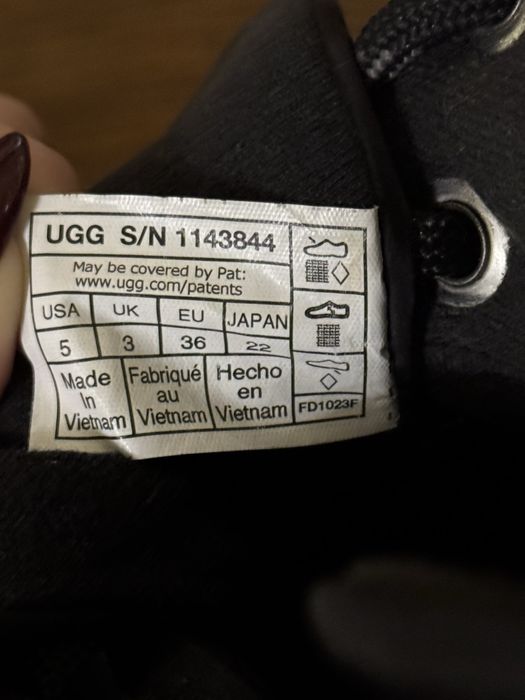 UGG S/N 1143844
May be covered by Pat:
www.ugg.com/patents
USA UK EU JAPAN
5 3 36 22
Made In Vietnam
Fabriqué au Vietnam
Hecho en Vietnam
FD1023F